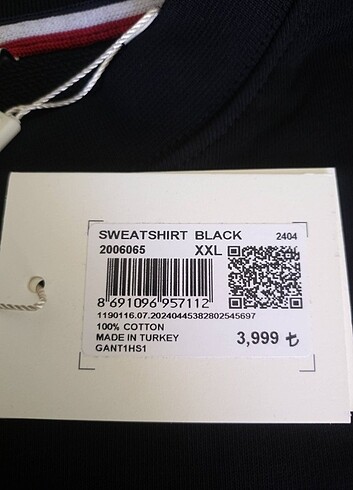 SWEATSHIRT BLACK 2404
2006065 XXL
8 691096 957112
1190116.07.20240445382802545697
100% COTTON
MADE IN TURKEY 3,999 ₺
GANT1HS1